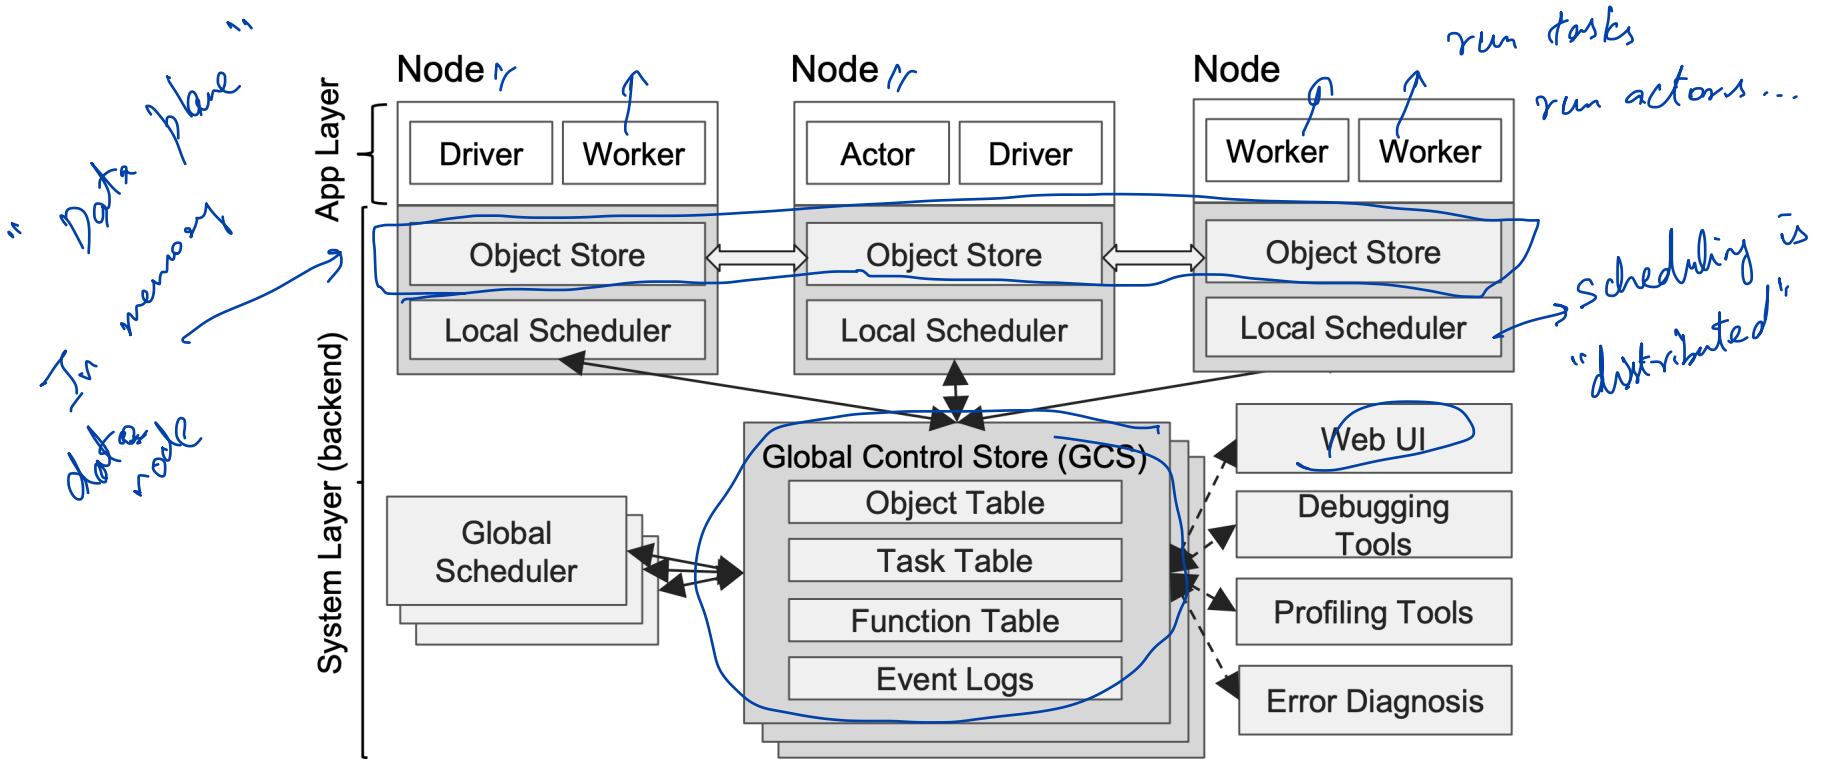 "Data plane"
In memory
data
node
run tasks
run actors...
Node
Node
Node
App Layer
Driver
Worker
Actor
Driver
Worker
Worker
Object Store
Object Store
Object Store
Local Scheduler
Local Scheduler
Local Scheduler
scheduling is
"distributed"
System Layer (backend)
Global
Scheduler
Global Control Store (GCS)
Object Table
Task Table
Function Table
Event Logs
Web UI
Debugging
Tools
Profiling Tools
Error Diagnosis